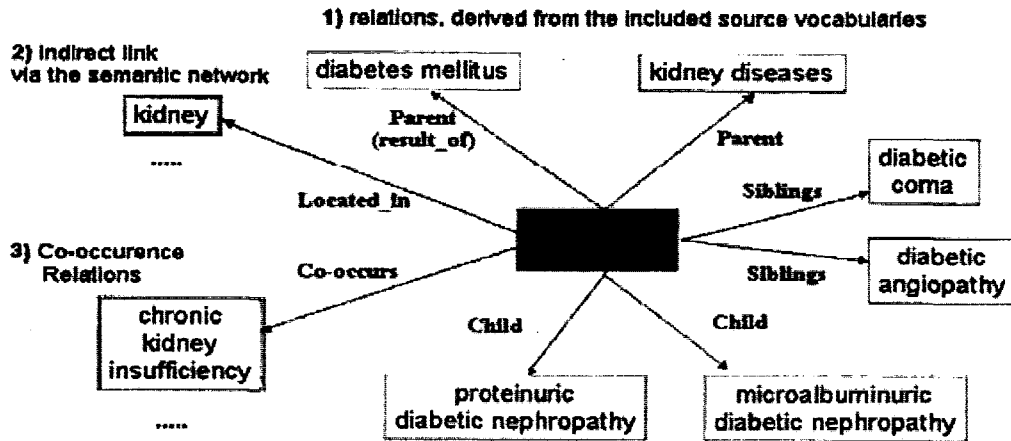 1) relations, derived from the included source vocabularies
2) Indirect link
via the semantic network
diabetes mellitus
kidney diseases
kidney
.....
Parent
(result_of)
Parent
diabetic
coma
Siblings
Located_in
3) Co-occurence
Relations
Co-occurs
Siblings
diabetic
angiopathy
chronic
kidney
insufficiency
.....
Child
Child
proteinuric
diabetic nephropathy
microalbuminuric
diabetic nephropathy